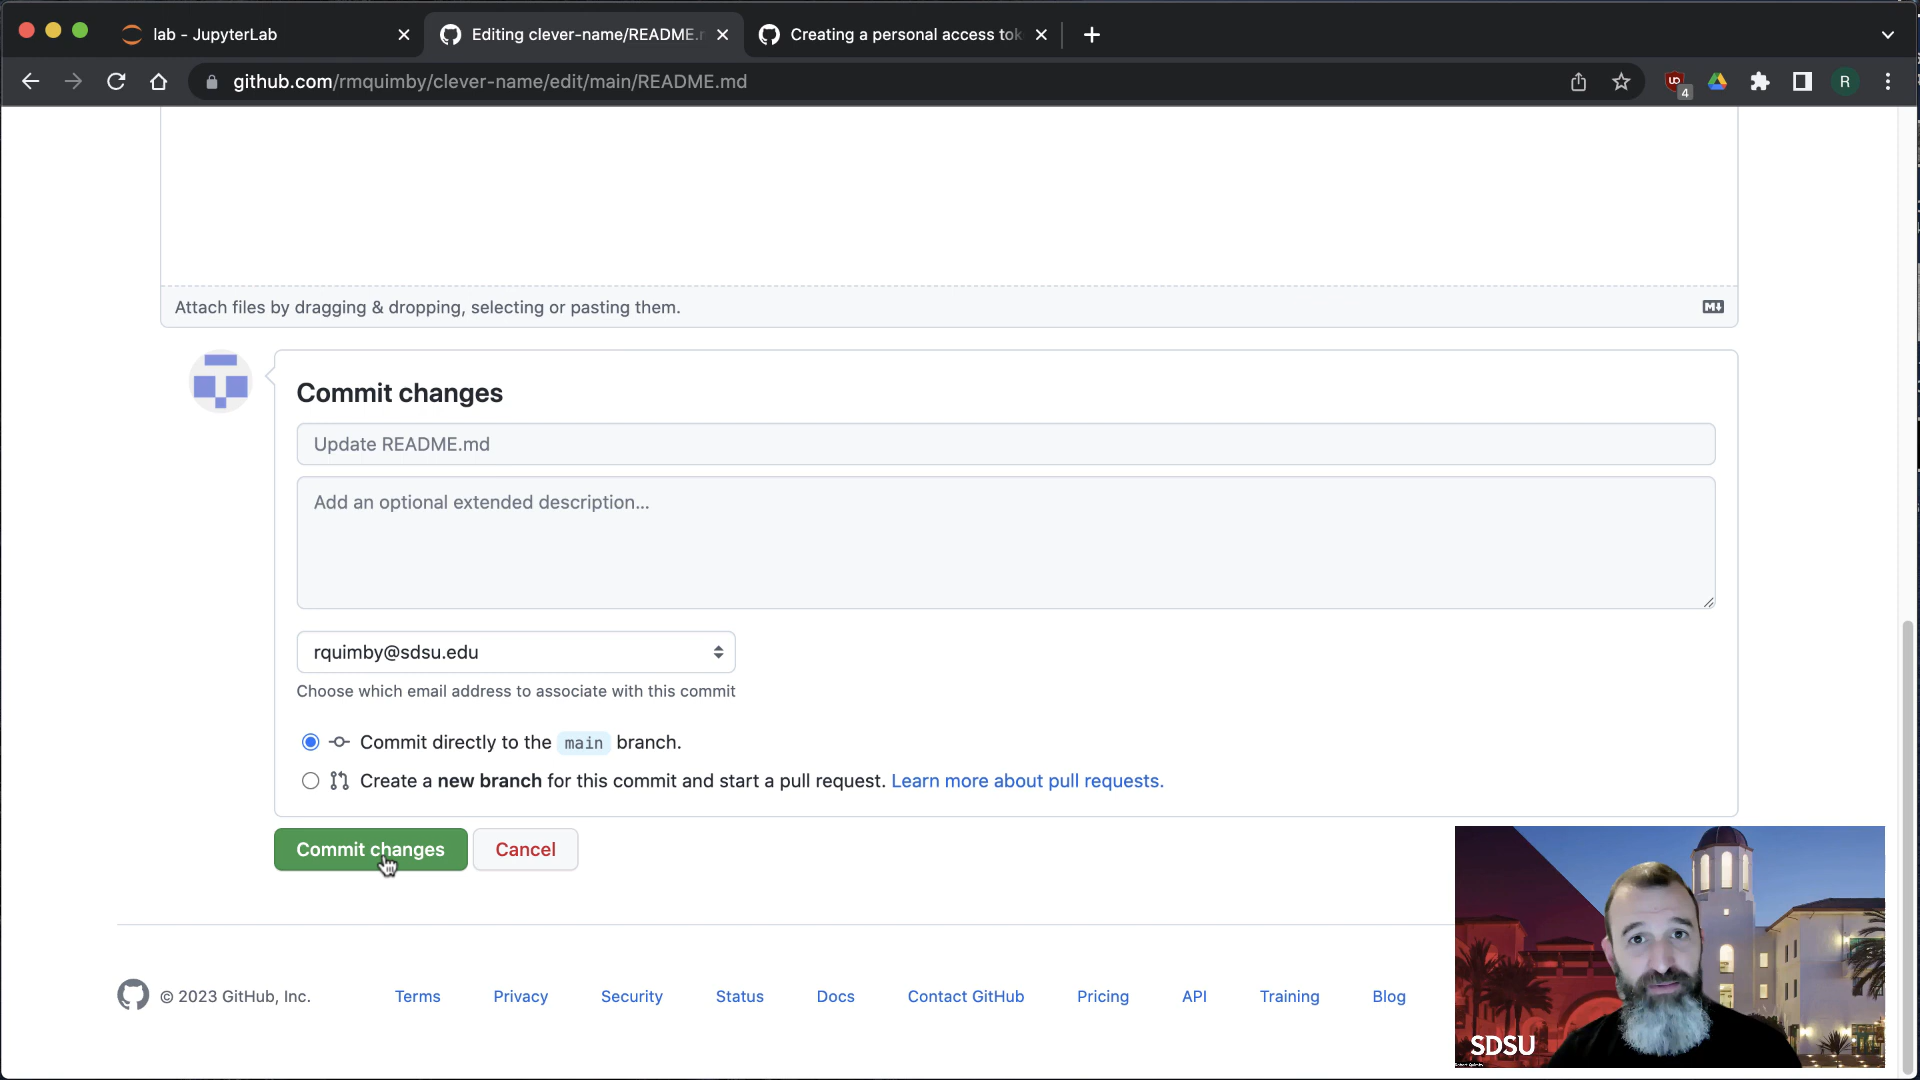 lab - JupyterLab
Editing clever-name/README.m
Creating a personal access tok
github.com/rmquimby/clever-name/edit/main/README.md
4
R
Attach files by dragging & dropping, selecting or pasting them.
Commit changes
Update README.md
Add an optional extended description...
rquimby@sdsu.edu
Choose which email address to associate with this commit
Commit directly to the main branch.
Create a new branch for this commit and start a pull request. Learn more about pull requests.
Commit changes Cancel
© 2023 GitHub, Inc. Terms Privacy Security Status Docs Contact GitHub Pricing API Training Blog
SDSU